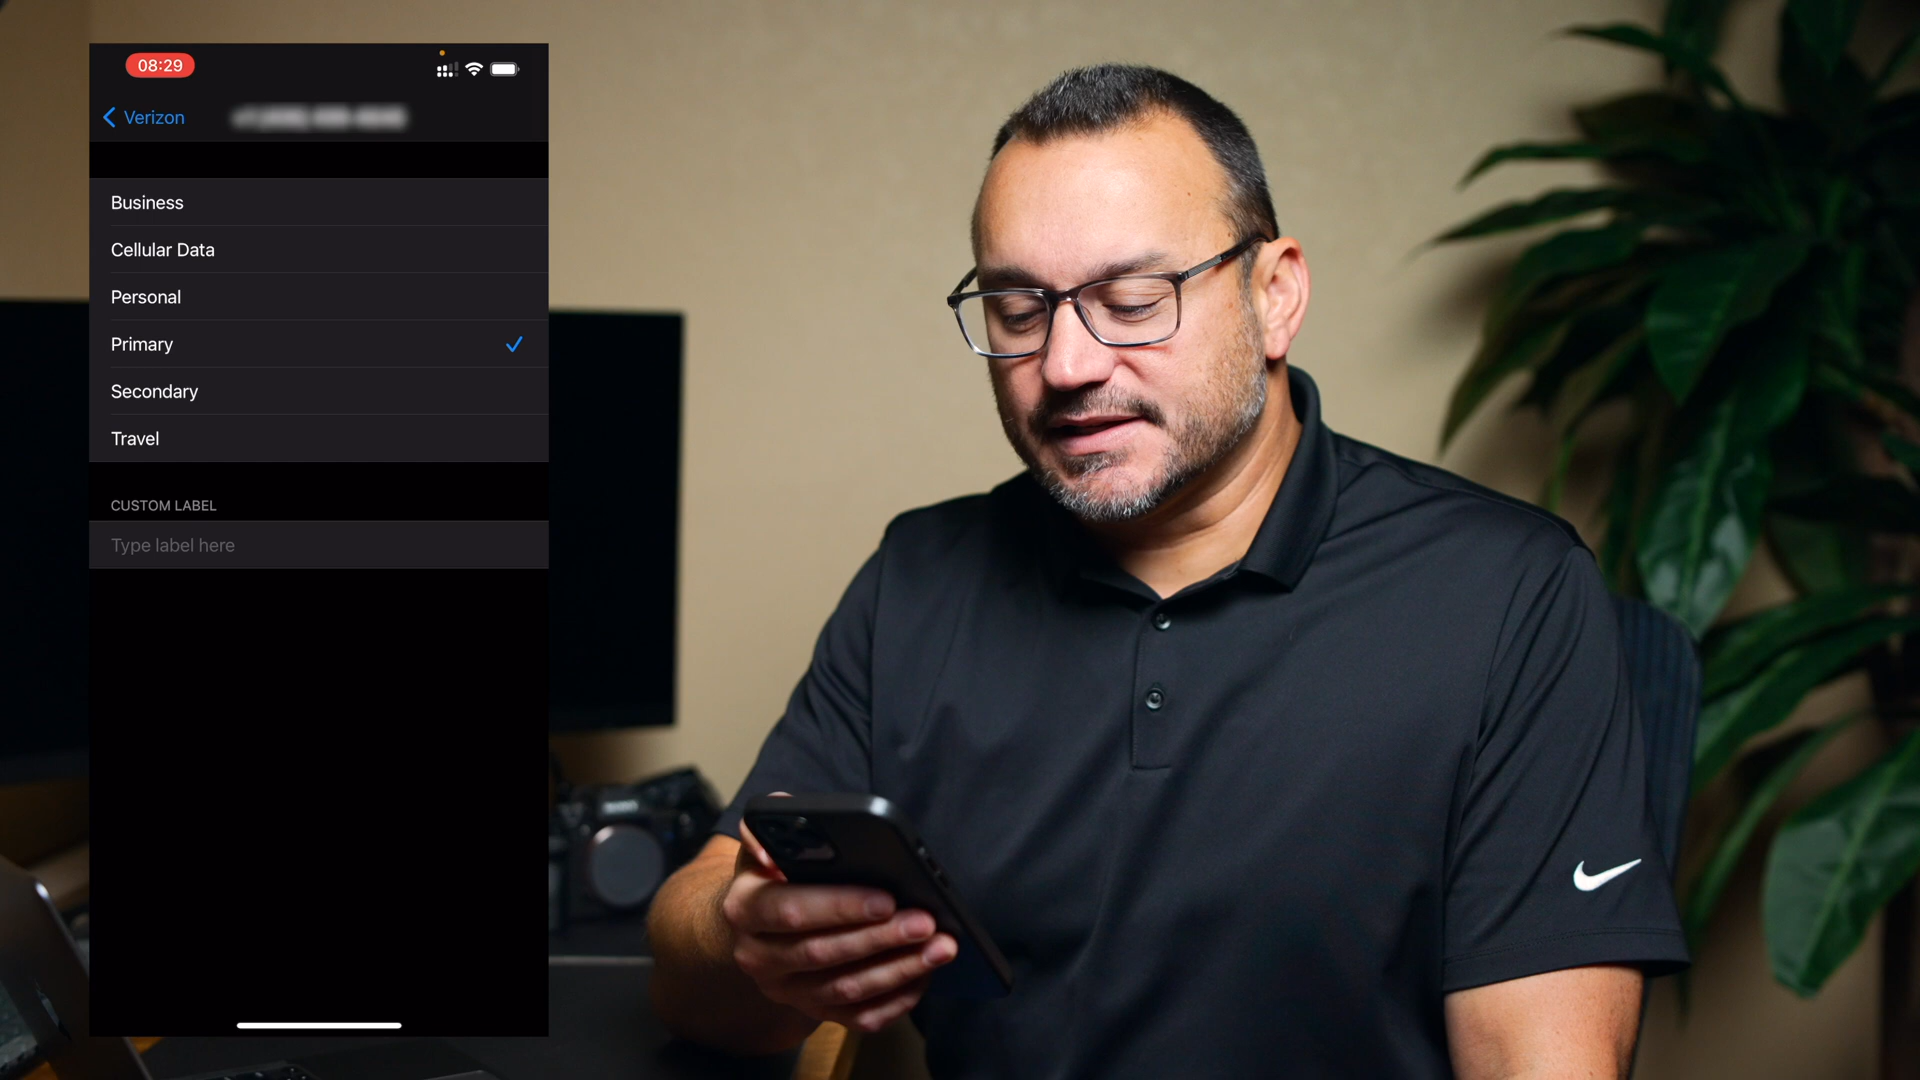 08:29
Verizon
Business
Cellular Data
Personal
Primary
Secondary
Travel
CUSTOM LABEL
Type label here